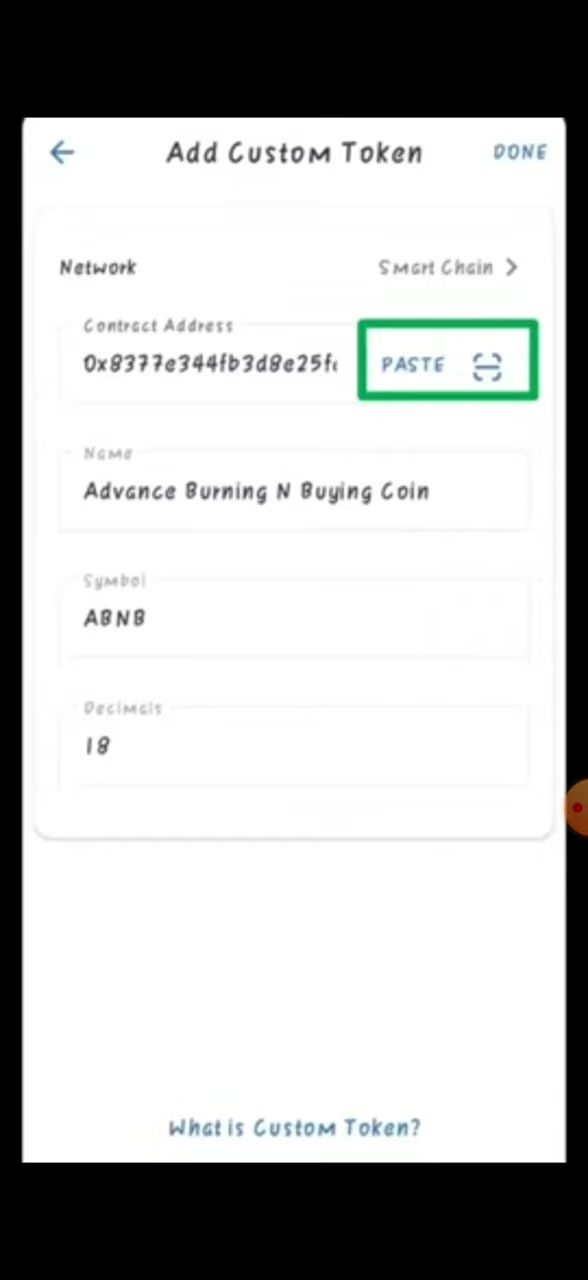 Add Custom Token
DONE
Network
Smart Chain
Contract Address
0x8377e344fb3d8e25f
PASTE
Name
Advance Burning N Buying Coin
Symbol
ABNB
Decimals
18
What is Custom Token?